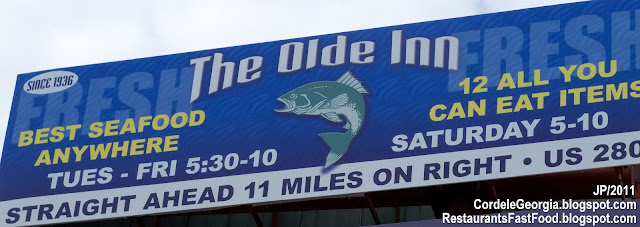 SINCE 1936
The Olde Inn
FRESH
FRESH
BEST SEAFOOD
ANYWHERE
TUES - FRI 5:30-10
12 ALL YOU
CAN EAT ITEMS
SATURDAY 5-10
STRAIGHT AHEAD 11 MILES ON RIGHT • US 280
JP/2011
CordeleGeorgia.blogspot.com
RestaurantsFastFood.blogspot.com